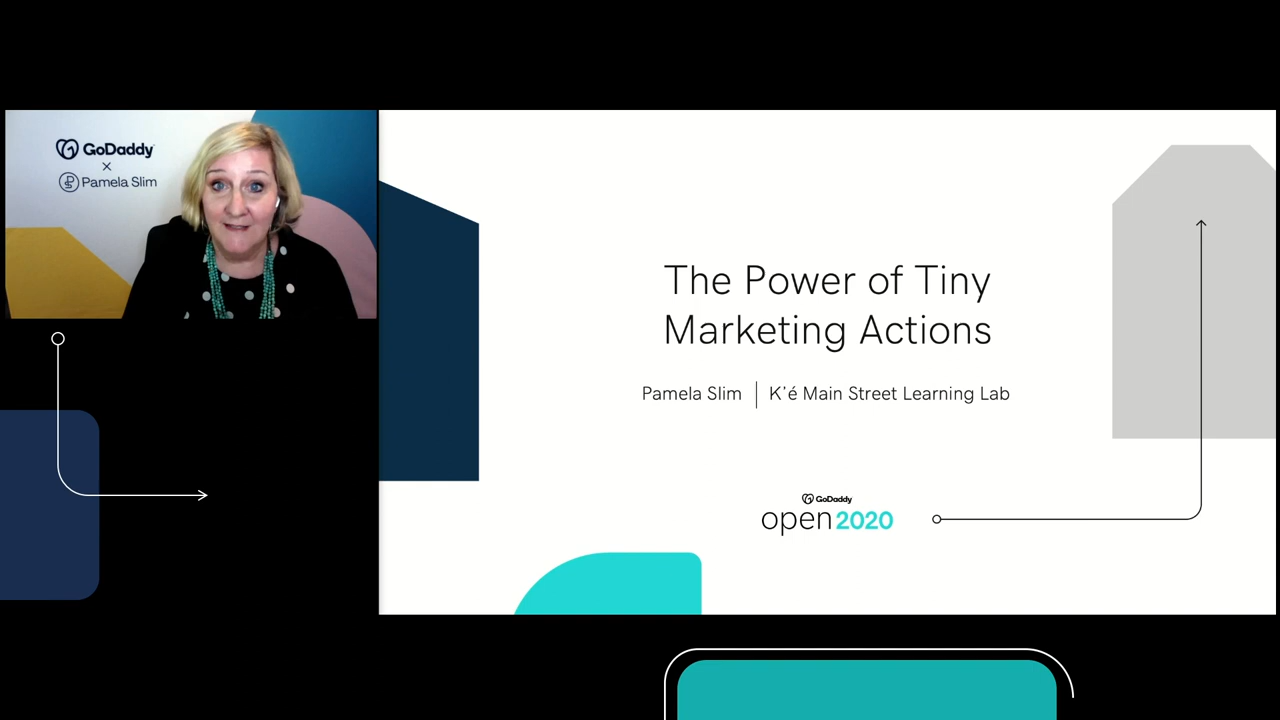 GoDaddy
×
Pamela Slim
The Power of Tiny
Marketing Actions
Pamela Slim | K'é Main Street Learning Lab
GoDaddy
open2020